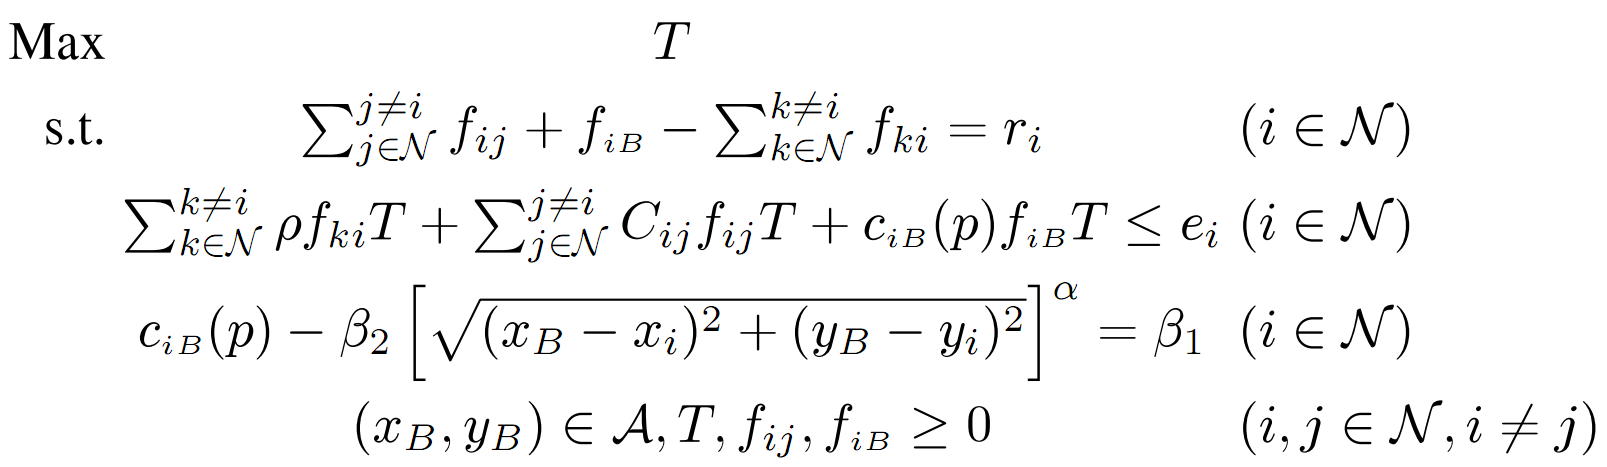 Max T
s.t. ∑_{j∈𝒩}^{j≠i} f_{ij} + f_{iB} − ∑_{k∈𝒩}^{k≠i} f_{ki} = r_i (i ∈ 𝒩)
∑_{k∈𝒩}^{k≠i} ρf_{ki}T + ∑_{j∈𝒩}^{j≠i} C_{ij}f_{ij}T + c_{iB}(p)f_{iB}T ≤ e_i (i ∈ 𝒩)
c_{iB}(p) − β_2 [√((x_B − x_i)^2 + (y_B − y_i)^2)]^α = β_1 (i ∈ 𝒩)
(x_B, y_B) ∈ 𝒜, T, f_{ij}, f_{iB} ≥ 0 (i, j ∈ 𝒩, i ≠ j)